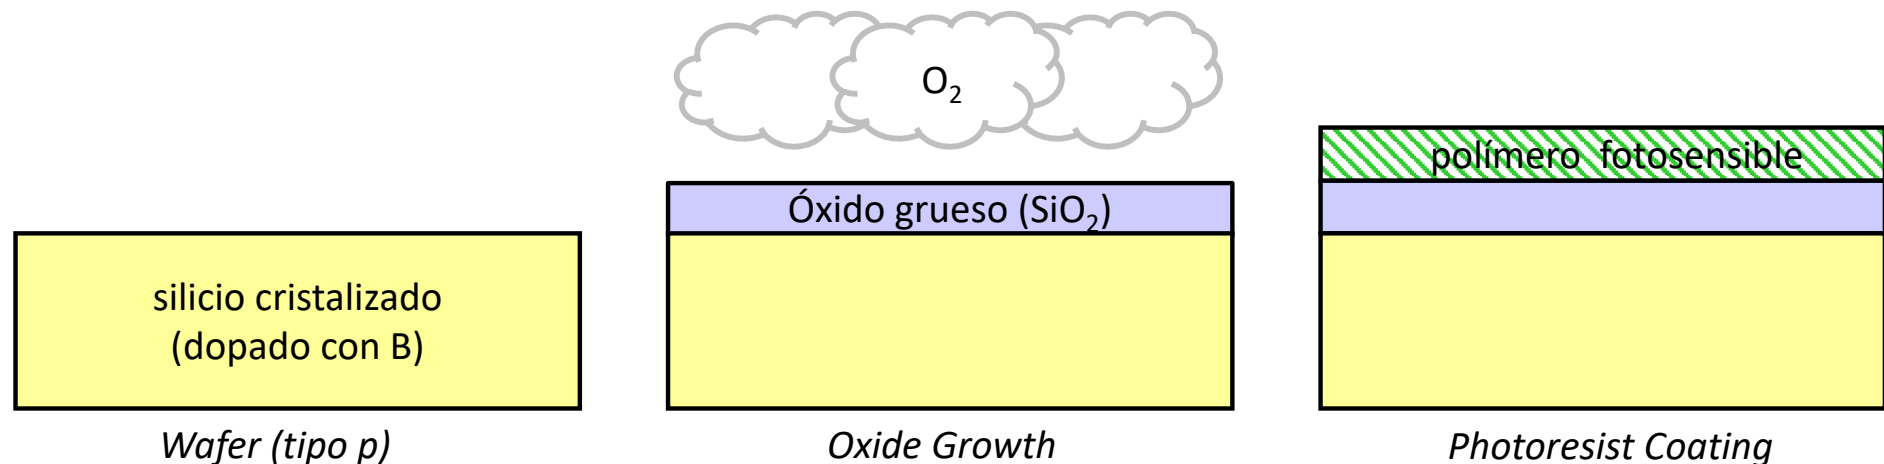 silicio cristalizado
(dopado con B)
Wafer (tipo p)
O₂
Óxido grueso (SiO₂)
Oxide Growth
polímero fotosensible
Photoresist Coating